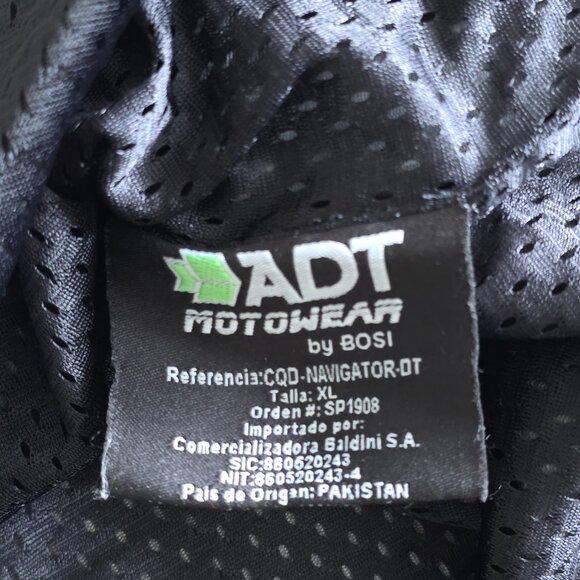 ADT
MOTOWEAR
by BOSI
Referencia:CQD-NAVIGATOR-DT
Talla: XL
Orden #: SP1908
Importado por:
Comercializadora Baldini S.A.
SIC:860520243
NIT:860520243-4
Pais de Origen: PAKISTAN